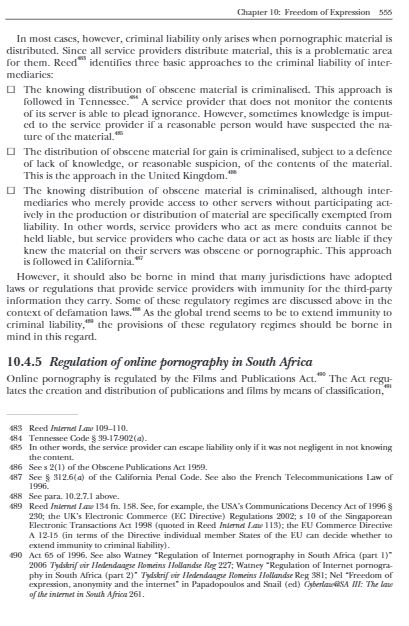 Chapter 10: Freedom of Expression 555
In most cases, however, criminal liability only arises when pornographic material is
distributed. Since all service providers distribute material, this is a problematic area
for them. Reed483 identifies three basic approaches to the criminal liability of inter-
mediaries:
☐ The knowing distribution of obscene material is criminalised. This approach is
followed in Tennessee.484 A service provider that does not monitor the contents
of its server is able to plead ignorance. However, sometimes knowledge is imput-
ed to the service provider if a reasonable person would have suspected the na-
ture of the material.485
☐ The distribution of obscene material for gain is criminalised, subject to a defence
of lack of knowledge, or reasonable suspicion, of the contents of the material.
This is the approach in the United Kingdom.486
☐ The knowing distribution of obscene material is criminalised, although inter-
mediaries who merely provide access to other servers without participating act-
ively in the production or distribution of material are specifically exempted from
liability. In other words, service providers who act as mere conduits cannot be
held liable, but service providers who cache data or act as hosts are liable if they
knew the material on their servers was obscene or pornographic. This approach
is followed in California.487
However, it should also be borne in mind that many jurisdictions have adopted
laws or regulations that provide service providers with immunity for the third-party
information they carry. Some of these regulatory regimes are discussed above in the
context of defamation laws.488 As the global trend seems to be to extend immunity to
criminal liability,489 the provisions of these regulatory regimes should be borne in
mind in this regard.
10.4.5 Regulation of online pornography in South Africa
Online pornography is regulated by the Films and Publications Act.490 The Act regu-
lates the creation and distribution of publications and films by means of classification,491
483 Reed Internet Law 109–110.
484 Tennessee Code § 39-17-902(a).
485 In other words, the service provider can escape liability only if it was not negligent in not knowing
the content.
486 See s 2(1) of the Obscene Publications Act 1959.
487 See § 312.6(a) of the California Penal Code. See also the French Telecommunications Law of
1996.
488 See para. 10.2.7.1 above.
489 Reed Internet Law 134 fn. 158. See, for example, the USA's Communications Decency Act of 1996 §
230; the UK's Electronic Commerce (EC Directive) Regulations 2002; s 10 of the Singaporean
Electronic Transactions Act 1998 (quoted in Reed Internet Law 113); the EU Commerce Directive
A 12-15 (in terms of the Directive individual member States of the EU can decide whether to
extend immunity to criminal liability).
490 Act 65 of 1996. See also Watney "Regulation of Internet pornography in South Africa (part 1)"
2006 Tydskrif vir Hedendaagse Romeins Hollandse Reg 227; Watney "Regulation of Internet pornogra-
phy in South Africa (part 2)" Tydskrif vir Hedendaagse Romeins Hollandse Reg 381; Nel "Freedom of
expression, anonymity and the internet" in Papadopoulos and Snail (ed) Cyberlaw@SA III: The law
of the internet in South Africa 261.